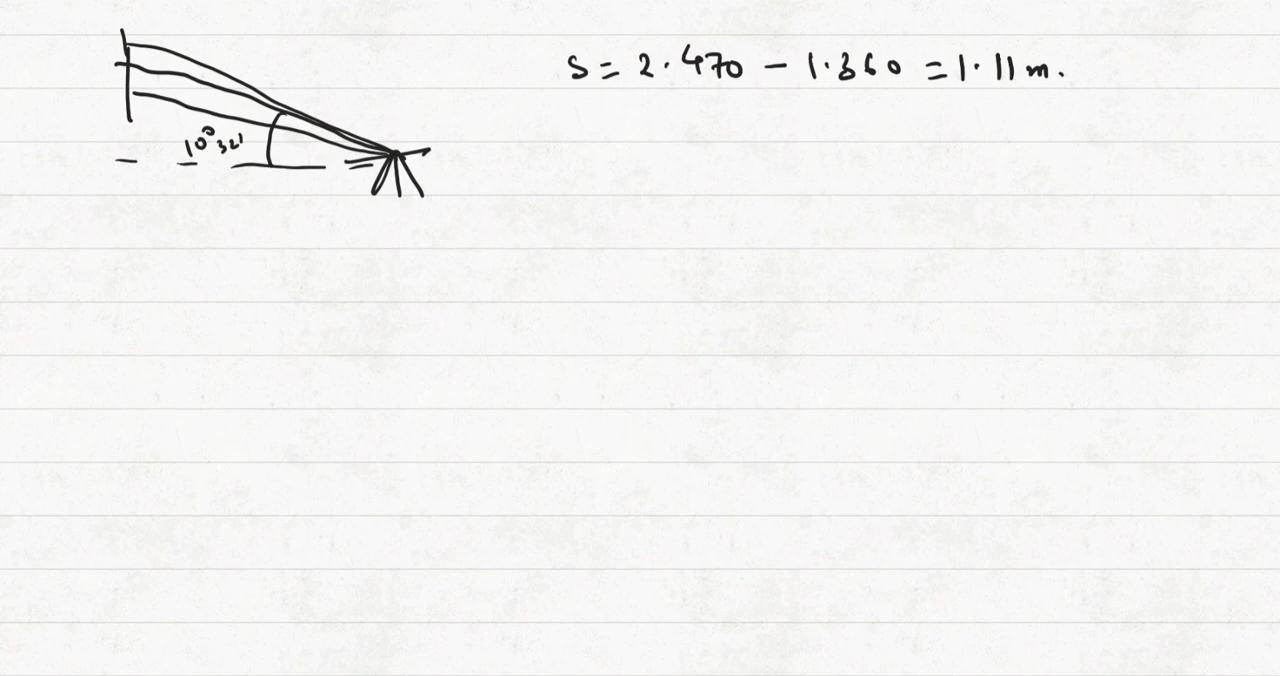 S = 2.470 - 1.360 = 1.11 m.
10° 32'